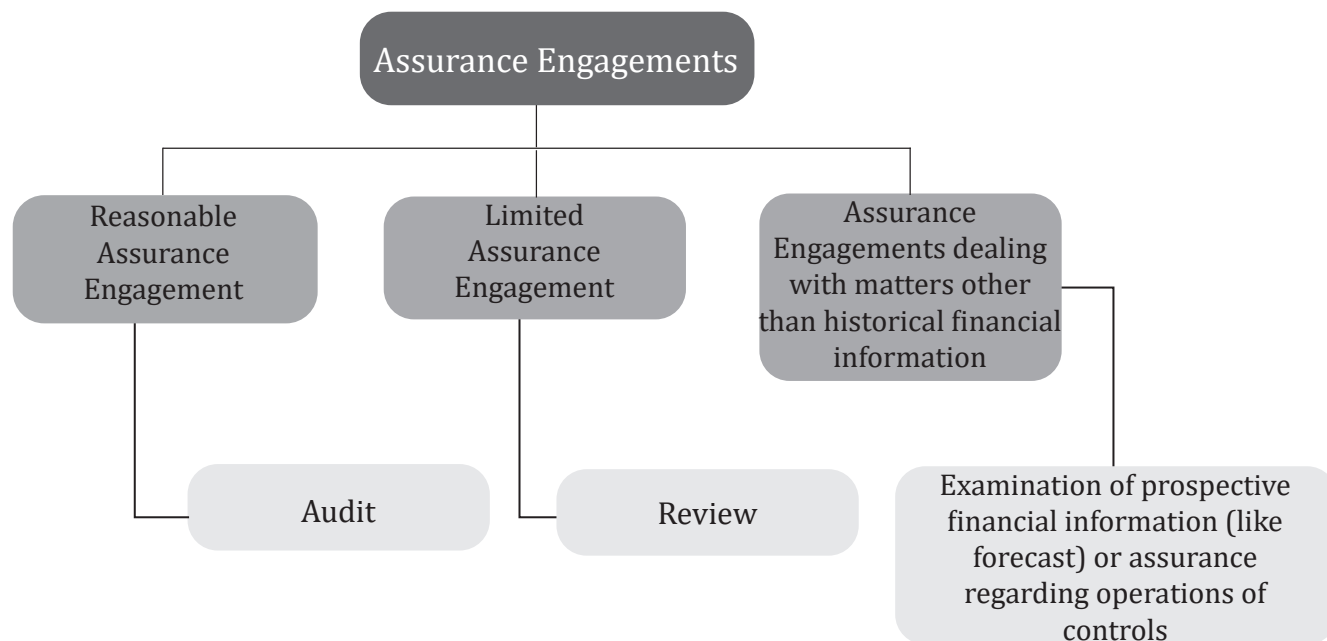 Assurance Engagements
Reasonable
Assurance
Engagement
Limited
Assurance
Engagement
Assurance
Engagements dealing
with matters other
than historical financial
information
Audit
Review
Examination of prospective
financial information (like
forecast) or assurance
regarding operations of
controls